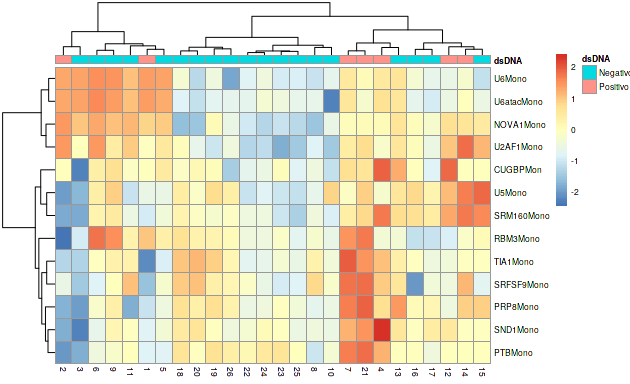 dsDNA
U6Mono
U6atacMono
NOVA1Mono
U2AF1Mono
CUGBPMon
U5Mono
SRM160Mono
RBM3Mono
TIA1Mono
SRFSF9Mono
PRP8Mono
SND1Mono
PTBMono
2 3 6 9 11 1 5 18 20 19 26 22 24 23 25 8 10 7 21 4 13 16 17 12 14 15
2
1
0
-1
-2
dsDNA
Negativo
Positivo